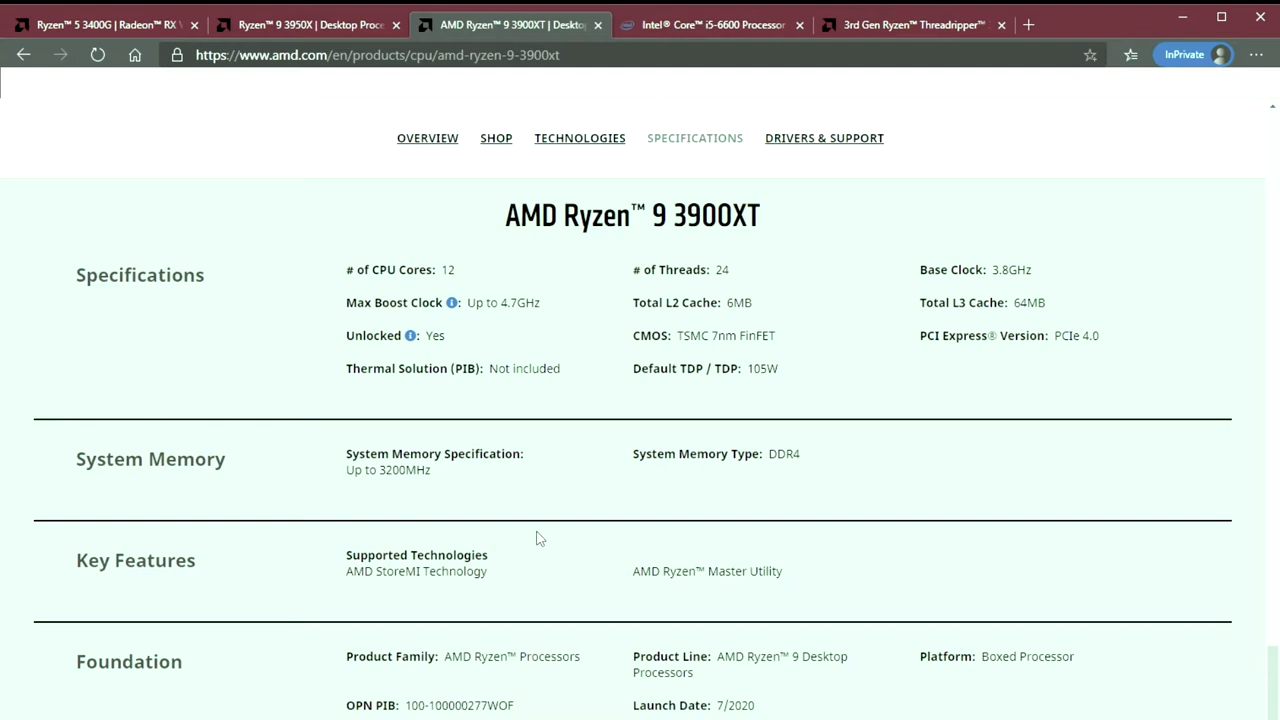 Ryzen™ 5 3400G | Radeon™ RX V
Ryzen™ 9 3950X | Desktop Proce
AMD Ryzen™ 9 3900XT | Deskto
Intel® Core™ i5-6600 Processor
3rd Gen Ryzen™ Threadripper™
https://www.amd.com/en/products/cpu/amd-ryzen-9-3900xt
InPrivate
OVERVIEW SHOP TECHNOLOGIES SPECIFICATIONS DRIVERS & SUPPORT
AMD Ryzen™ 9 3900XT
Specifications
# of CPU Cores: 12
# of Threads: 24
Base Clock: 3.8GHz
Max Boost Clock : Up to 4.7GHz
Total L2 Cache: 6MB
Total L3 Cache: 64MB
Unlocked : Yes
CMOS: TSMC 7nm FinFET
PCI Express® Version: PCIe 4.0
Thermal Solution (PIB): Not included
Default TDP / TDP: 105W
System Memory
System Memory Specification:
Up to 3200MHz
System Memory Type: DDR4
Key Features
Supported Technologies
AMD StoreMI Technology
AMD Ryzen™ Master Utility
Foundation
Product Family: AMD Ryzen™ Processors
Product Line: AMD Ryzen™ 9 Desktop
Processors
Platform: Boxed Processor
OPN PIB: 100-100000277WOF
Launch Date: 7/2020